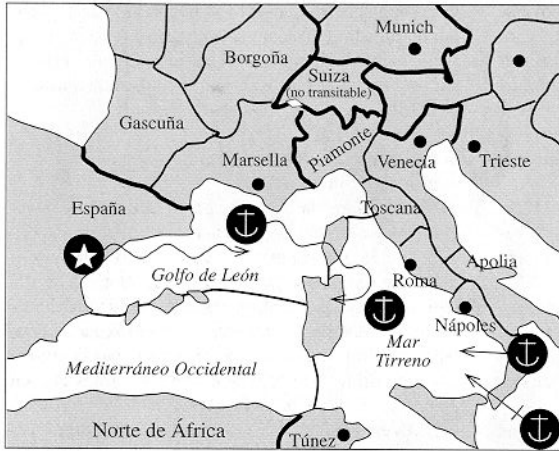 Munich
Borgoña
Suiza
(no transitable)
Gascuña
Piamonte
Marsella
Venecia
Trieste
España
Toscana
Golfo de León
Apolia
Roma
Nápoles
Mar
Tirreno
Mediterráneo Occidental
Norte de África
Túnez